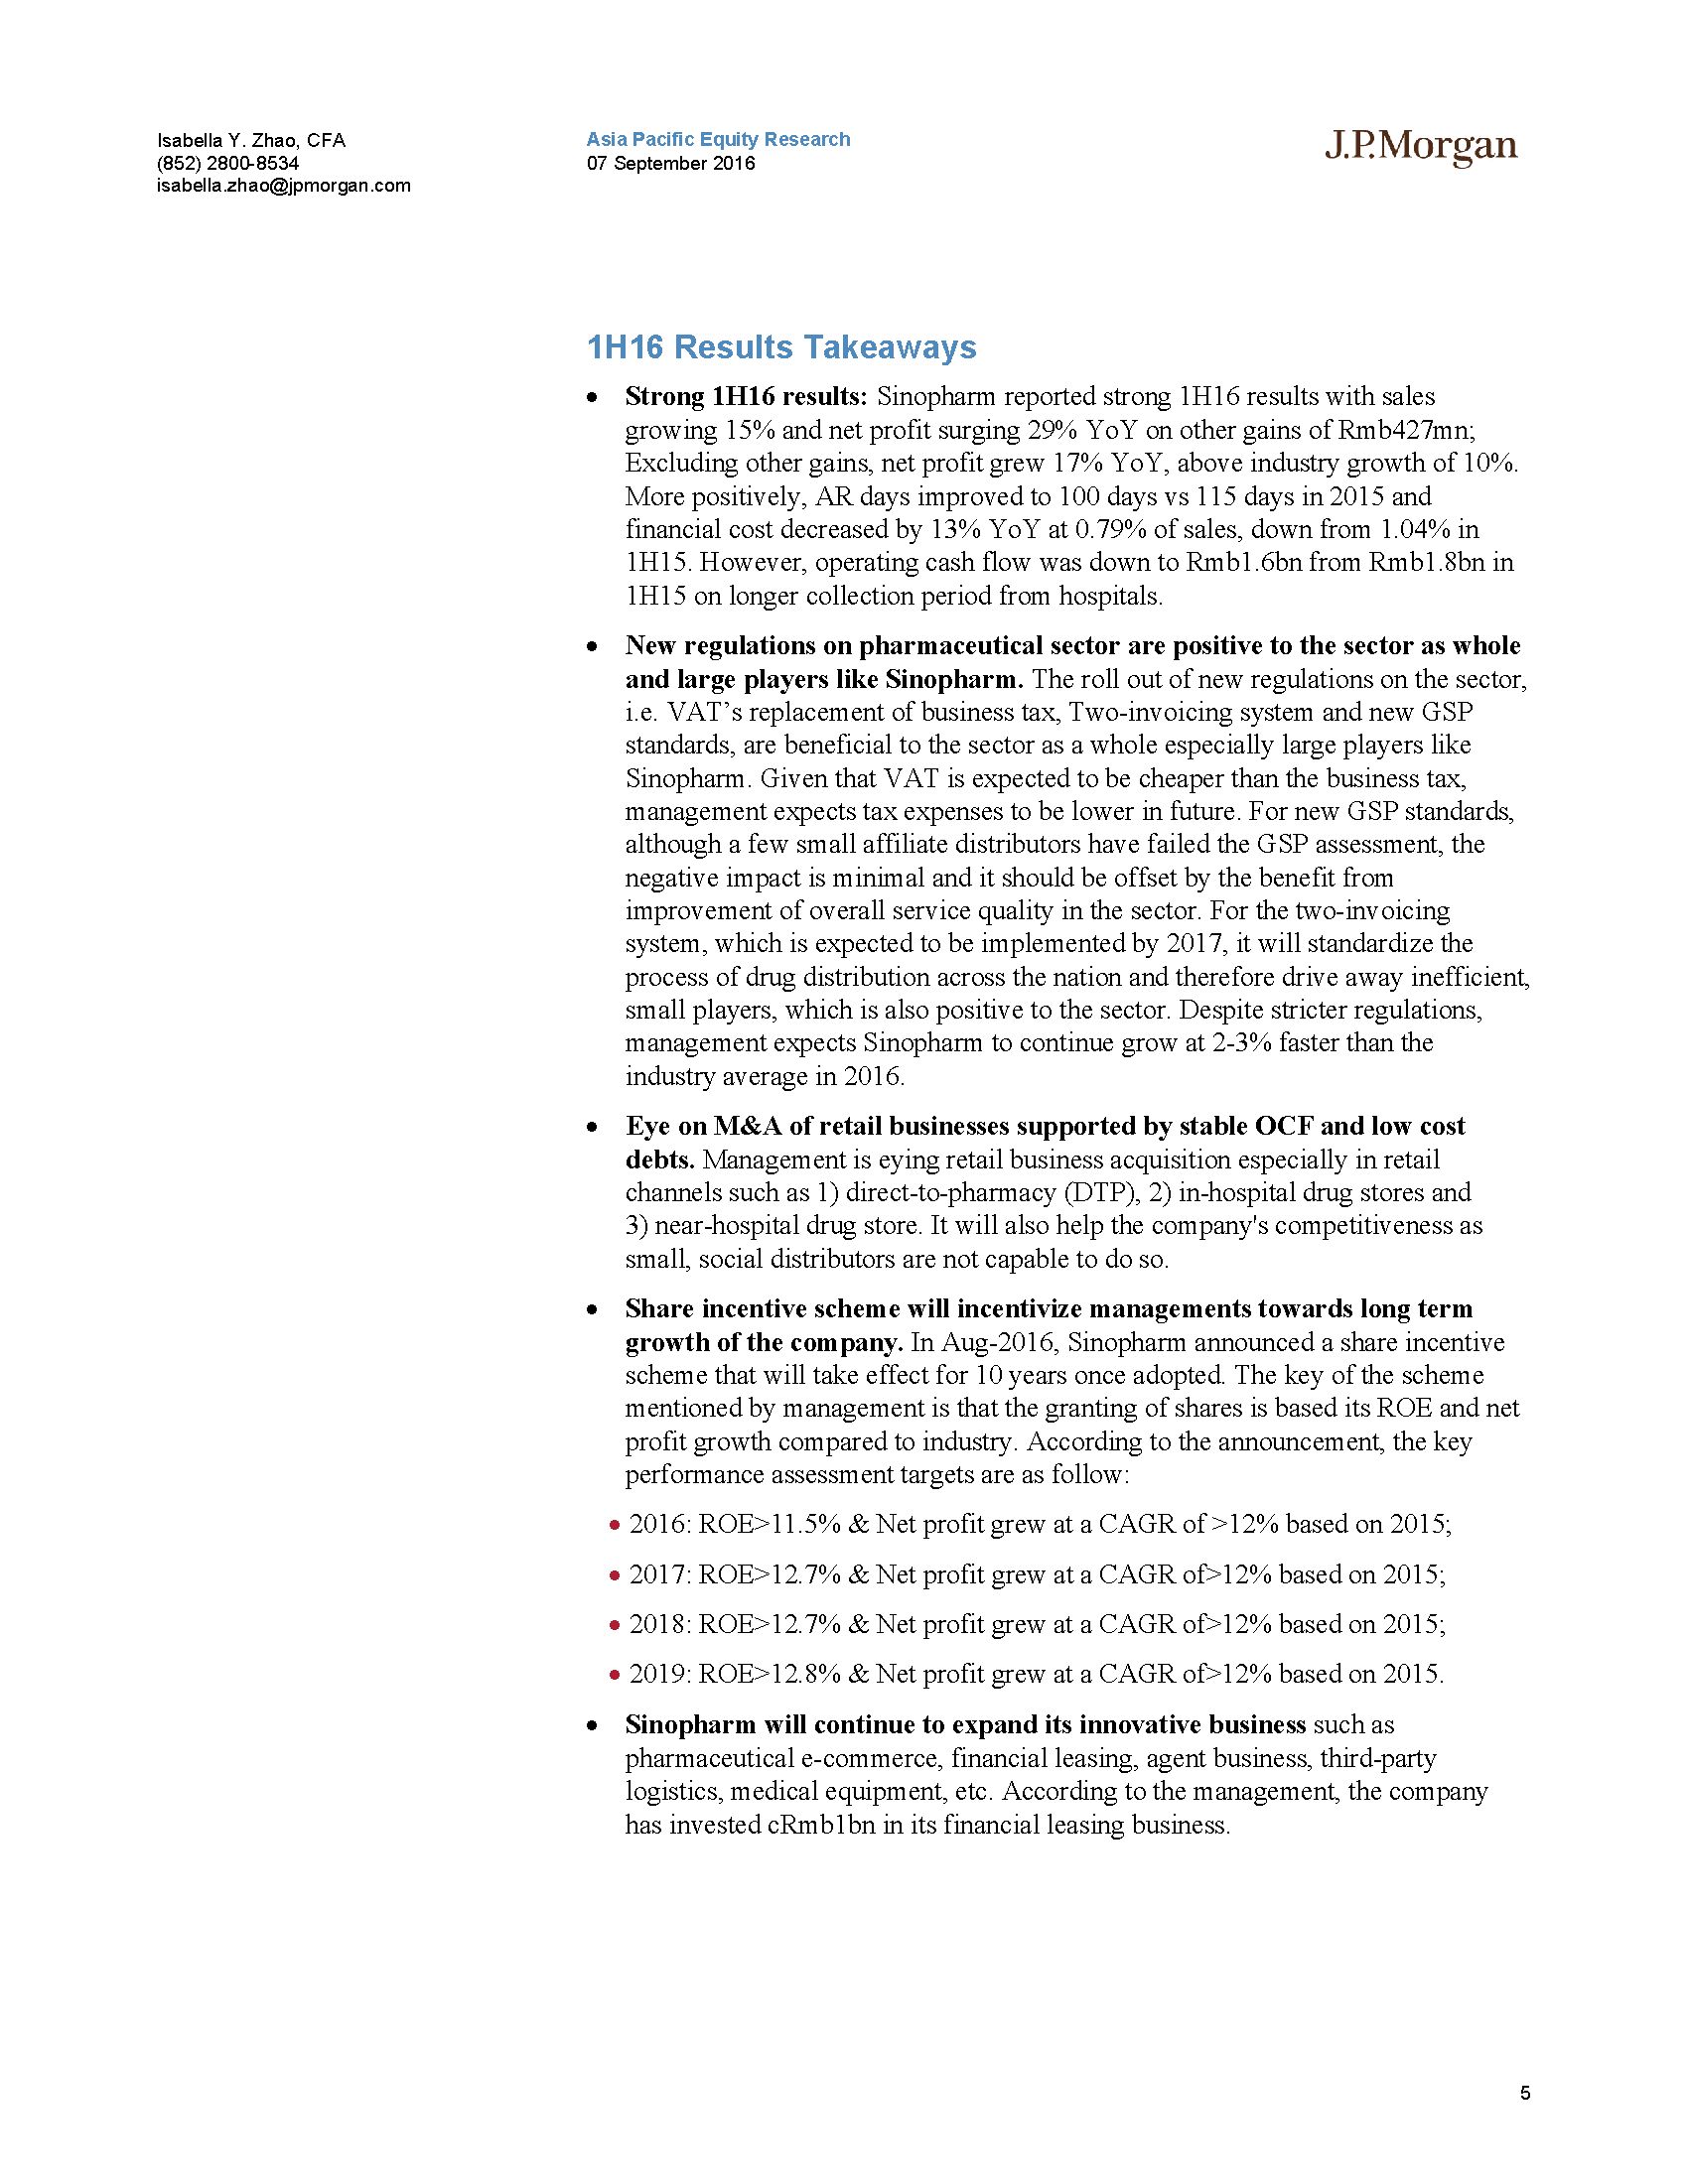 Isabella Y. Zhao, CFA
(852) 2800-8534
isabella.zhao@jpmorgan.com
Asia Pacific Equity Research
07 September 2016
J.P.Morgan
1H16 Results Takeaways
• Strong 1H16 results: Sinopharm reported strong 1H16 results with sales
growing 15% and net profit surging 29% YoY on other gains of Rmb427mn;
Excluding other gains, net profit grew 17% YoY, above industry growth of 10%.
More positively, AR days improved to 100 days vs 115 days in 2015 and
financial cost decreased by 13% YoY at 0.79% of sales, down from 1.04% in
1H15. However, operating cash flow was down to Rmb1.6bn from Rmb1.8bn in
1H15 on longer collection period from hospitals.
• New regulations on pharmaceutical sector are positive to the sector as whole
and large players like Sinopharm. The roll out of new regulations on the sector,
i.e. VAT’s replacement of business tax, Two-invoicing system and new GSP
standards, are beneficial to the sector as a whole especially large players like
Sinopharm. Given that VAT is expected to be cheaper than the business tax,
management expects tax expenses to be lower in future. For new GSP standards,
although a few small affiliate distributors have failed the GSP assessment, the
negative impact is minimal and it should be offset by the benefit from
improvement of overall service quality in the sector. For the two-invoicing
system, which is expected to be implemented by 2017, it will standardize the
process of drug distribution across the nation and therefore drive away inefficient,
small players, which is also positive to the sector. Despite stricter regulations,
management expects Sinopharm to continue grow at 2-3% faster than the
industry average in 2016.
• Eye on M&A of retail businesses supported by stable OCF and low cost
debts. Management is eying retail business acquisition especially in retail
channels such as 1) direct-to-pharmacy (DTP), 2) in-hospital drug stores and
3) near-hospital drug store. It will also help the company's competitiveness as
small, social distributors are not capable to do so.
• Share incentive scheme will incentivize managements towards long term
growth of the company. In Aug-2016, Sinopharm announced a share incentive
scheme that will take effect for 10 years once adopted. The key of the scheme
mentioned by management is that the granting of shares is based its ROE and net
profit growth compared to industry. According to the announcement, the key
performance assessment targets are as follow:
• 2016: ROE>11.5% & Net profit grew at a CAGR of >12% based on 2015;
• 2017: ROE>12.7% & Net profit grew at a CAGR of>12% based on 2015;
• 2018: ROE>12.7% & Net profit grew at a CAGR of>12% based on 2015;
• 2019: ROE>12.8% & Net profit grew at a CAGR of>12% based on 2015.
• Sinopharm will continue to expand its innovative business such as
pharmaceutical e-commerce, financial leasing, agent business, third-party
logistics, medical equipment, etc. According to the management, the company
has invested cRmb1bn in its financial leasing business.
5